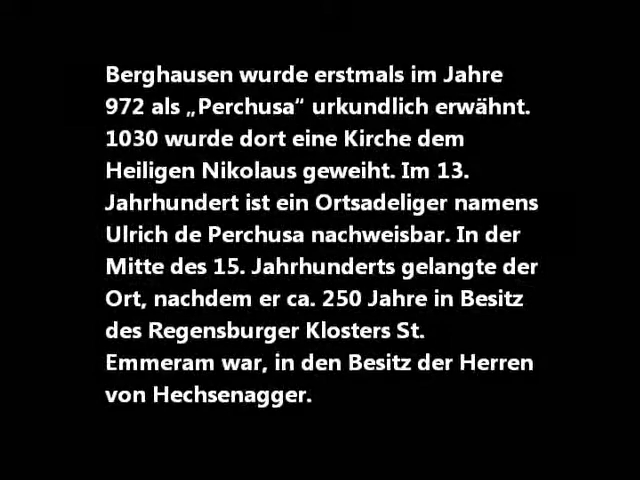 Berghausen wurde erstmals im Jahre
972 als „Perchusa“ urkundlich erwähnt.
1030 wurde dort eine Kirche dem
Heiligen Nikolaus geweiht. Im 13.
Jahrhundert ist ein Ortsadeliger namens
Ulrich de Perchusa nachweisbar. In der
Mitte des 15. Jahrhunderts gelangte der
Ort, nachdem er ca. 250 Jahre in Besitz
des Regensburger Klosters St.
Emmeram war, in den Besitz der Herren
von Hechsenagger.